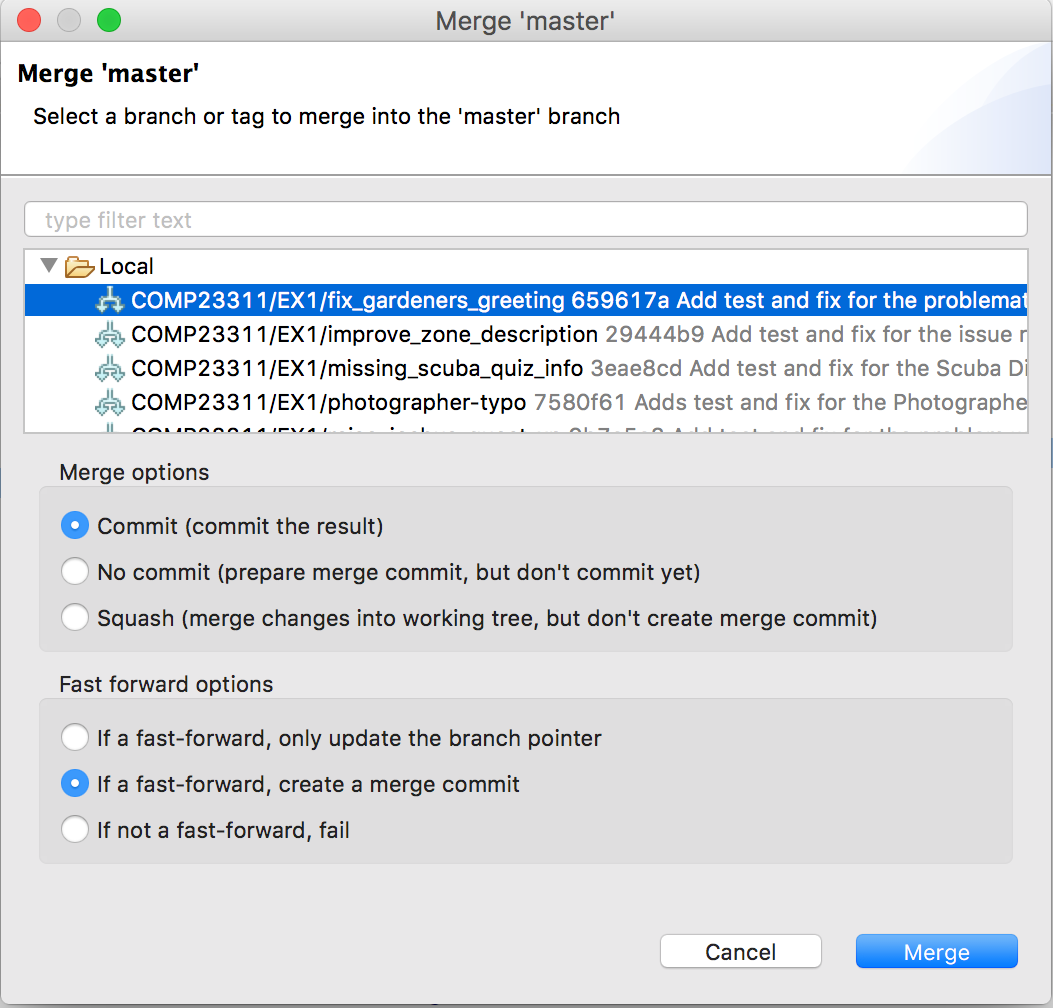 Merge 'master'
Merge 'master'
Select a branch or tag to merge into the 'master' branch
type filter text
Local
COMP23311/EX1/fix_gardeners_greeting 659617a Add test and fix for the problemat
COMP23311/EX1/improve_zone_description 29444b9 Add test and fix for the issue r
COMP23311/EX1/missing_scuba_quiz_info 3eae8cd Add test and fix for the Scuba Di
COMP23311/EX1/photographer-typo 7580f61 Adds test and fix for the Photographe
Merge options
Commit (commit the result)
No commit (prepare merge commit, but don't commit yet)
Squash (merge changes into working tree, but don't create merge commit)
Fast forward options
If a fast-forward, only update the branch pointer
If a fast-forward, create a merge commit
If not a fast-forward, fail
Cancel
Merge